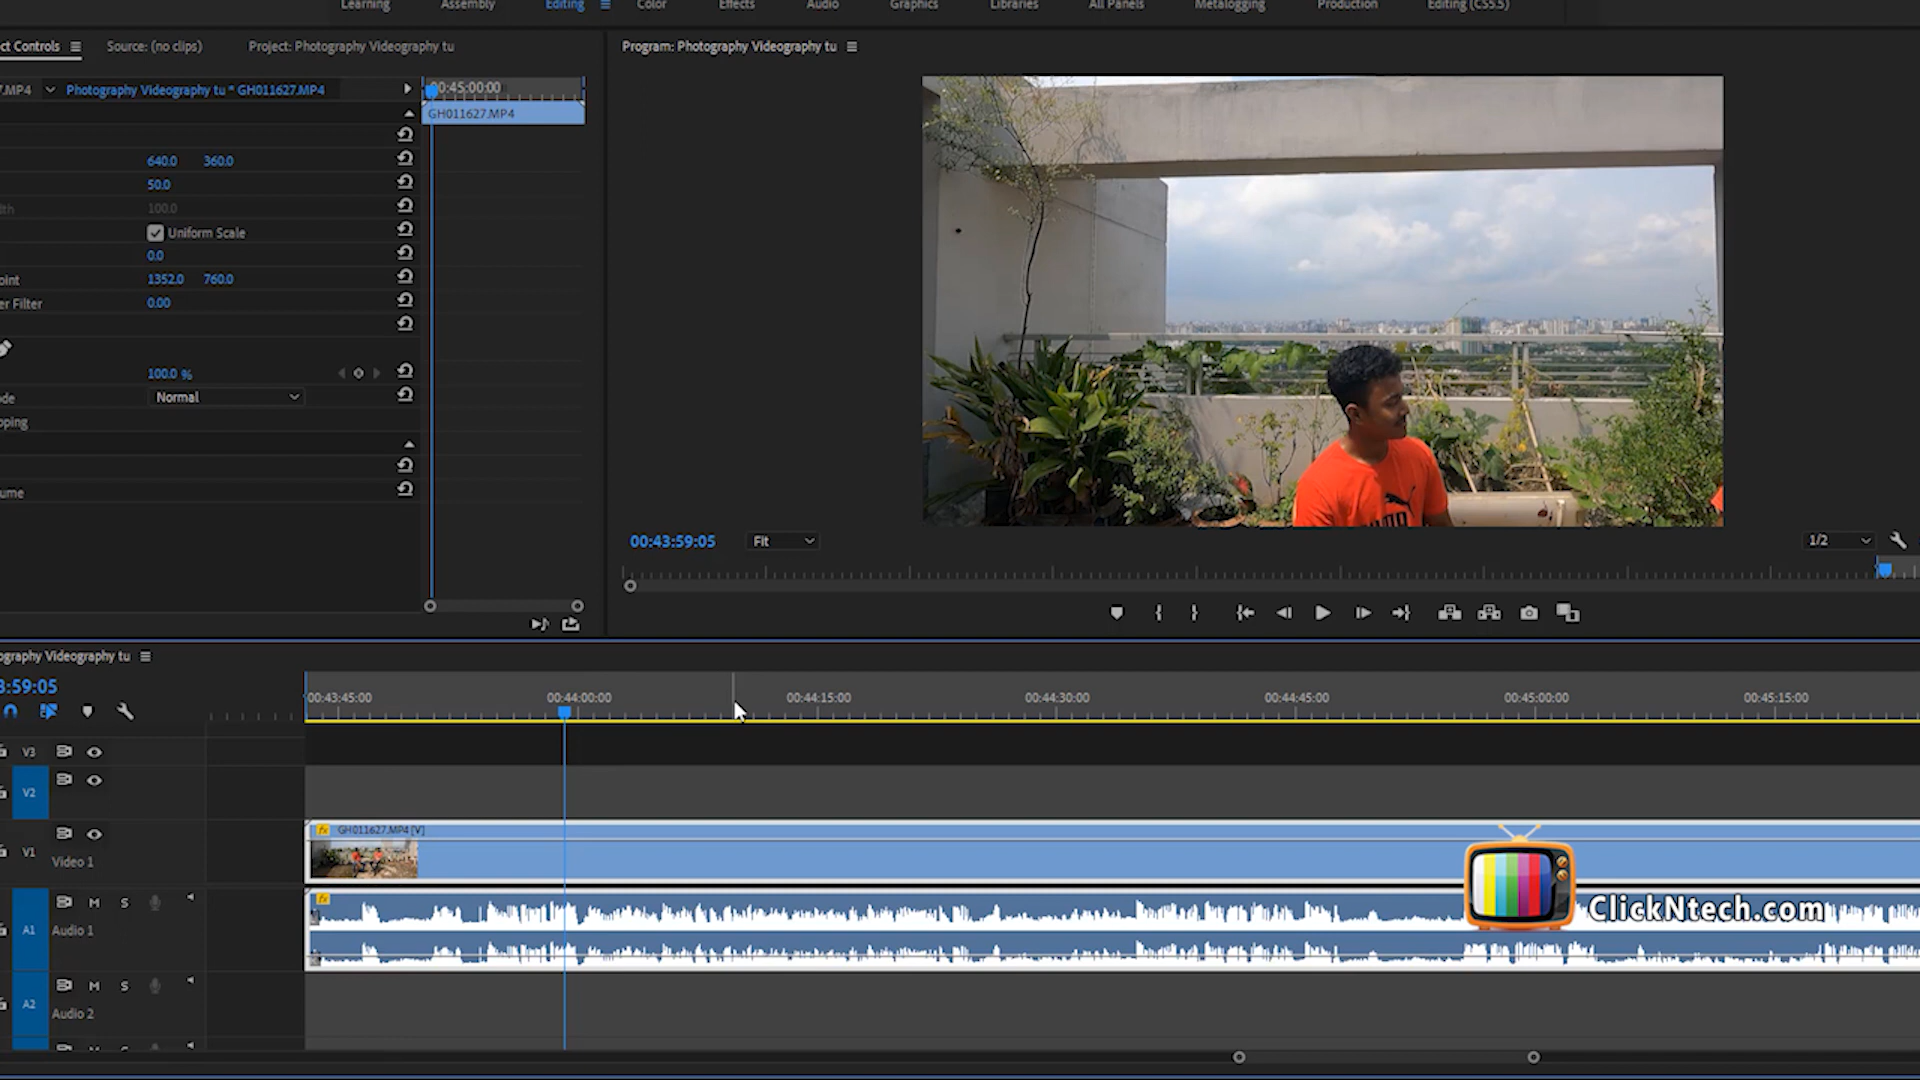 Learning Assembly Editing Color Effects Audio Graphics Libraries All Panels Metalogging Production Editing (CS5.5)
ct Controls Source: (no clips) Project: Photography Videography tu Program: Photography Videography tu
7.MP4 Photography Videography tu * GH011627.MP4 00:45:00:00
GH011627.MP4
640.0 360.0
50.0
100.0
Uniform Scale
0.0
oint 1352.0 760.0
er Filter 0.00
100.0 %
ode Normal
pping
ume
00:43:59:05 Fit 1/2
ography Videography tu
3:59:05
00:43:45:00 00:44:00:00 00:44:15:00 00:44:30:00 00:44:45:00 00:45:00:00 00:45:15:00
V3
V2
fx GH011627.MP4 [V]
V1 Video 1
M S fx
A1 Audio 1
ClickNtech.com
M S
A2 Audio 2